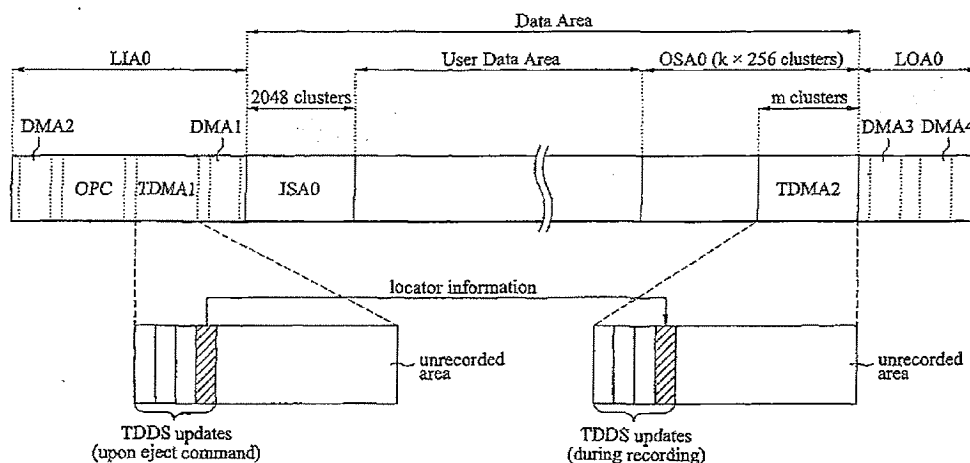 Data Area
LIA0
User Data Area
OSA0 (k × 256 clusters)
LOA0
2048 clusters
m clusters
DMA2
DMA1
DMA3
DMA4
OPC
TDMA1
ISA0
TDMA2
locator information
unrecorded
area
unrecorded
area
TDDS updates
(upon eject command)
TDDS updates
(during recording)